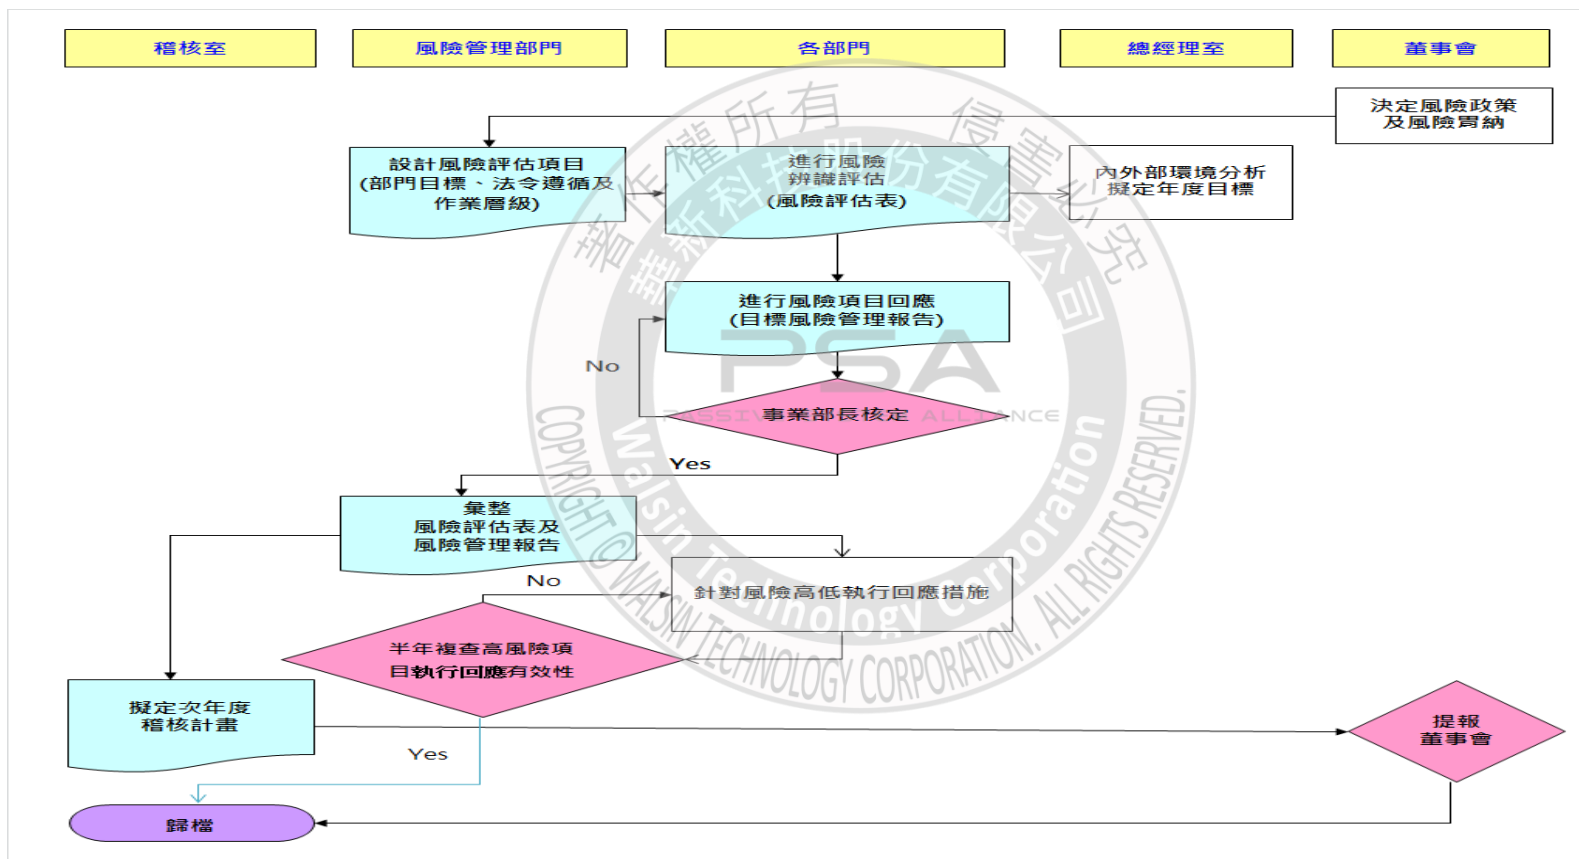 稽核室
風險管理部門
各部門
總經理室
董事會
決定風險政策
及風險胃納
設計風險評估項目
(部門目標、法令遵循及
作業層級)
進行風險
辨識評估
(風險評估表)
內外部環境分析
擬定年度目標
進行風險項目回應
(目標風險管理報告)
No
事業部長核定
Yes
彙整
風險評估表及
風險管理報告
No
針對風險高低執行回應措施
半年複查高風險項
目執行回應有效性
擬定次年度
稽核計畫
Yes
提報
董事會
歸檔
著作權所有 侵害必究
華新科技股份有限公司
PSA
PASSIVE ALLIANCE
Walsin Technology Corporation
COPYRIGHT © WALSIN TECHNOLOGY CORPORATION. ALL RIGHTS RESERVED.